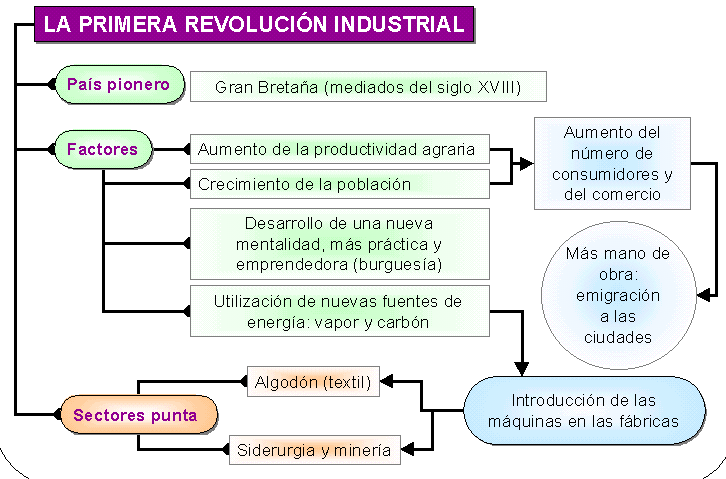 LA PRIMERA REVOLUCIÓN INDUSTRIAL
País pionero
Gran Bretaña (mediados del siglo XVIII)
Factores
Aumento de la productividad agraria
Crecimiento de la población
Aumento del
número de
consumidores y
del comercio
Desarrollo de una nueva
mentalidad, más práctica y
emprendedora (burguesía)
Más mano de
obra:
emigración
a las
ciudades
Utilización de nuevas fuentes de
energía: vapor y carbón
Sectores punta
Algodón (textil)
Siderurgia y minería
Introducción de las
máquinas en las fábricas